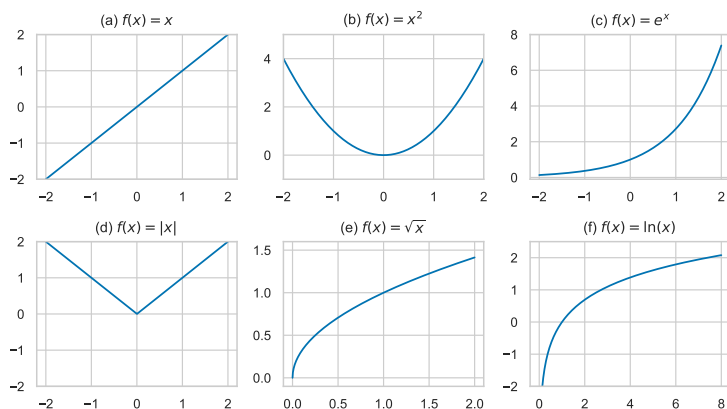 (a) f(x) = x
(b) f(x) = x²
(c) f(x) = eˣ
2
1
0
−1
−2
−2 −1 0 1 2
4
2
0
−2 −1 0 1 2
8
6
4
2
0
−2 −1 0 1 2
(d) f(x) = |x|
(e) f(x) = √x
(f) f(x) = ln(x)
2
1
0
−1
−2
−2 −1 0 1 2
1.5
1.0
0.5
0.0
0.0 0.5 1.0 1.5 2.0
2
1
0
−1
−2
0 2 4 6 8